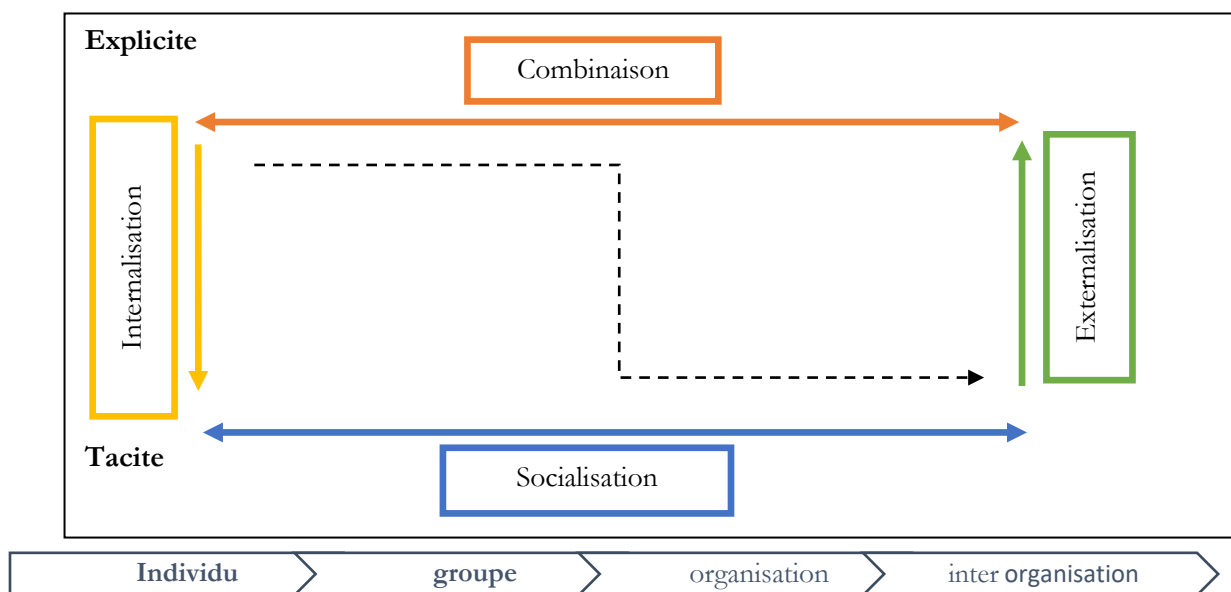 Explicite
Combinaison
Internalisation
Externalisation
Tacite
Socialisation
Individu
groupe
organisation
inter organisation